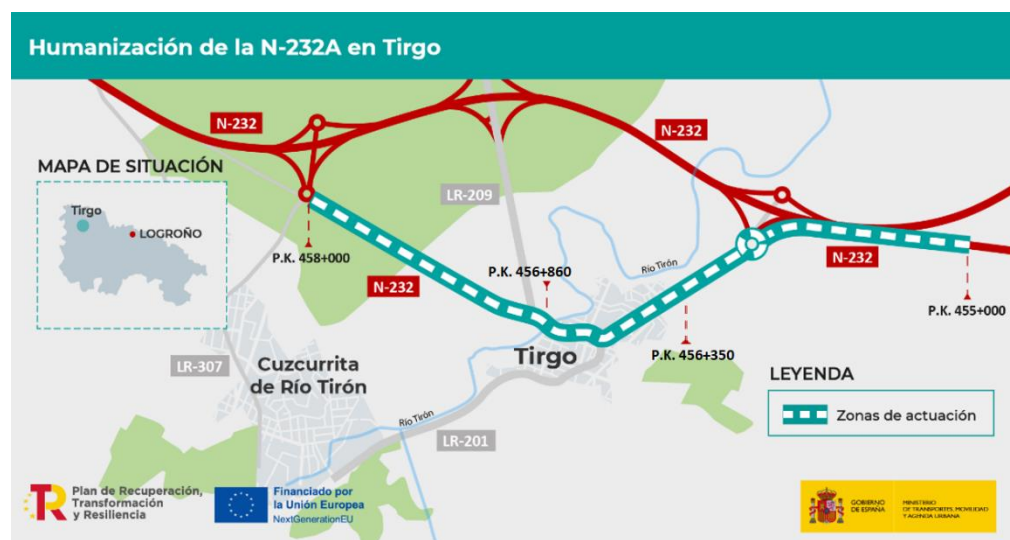 Humanización de la N-232A en Tirgo
N-232
N-232
MAPA DE SITUACIÓN
Tirgo
LOGROÑO
LR-209
P.K. 458+000
N-232
P.K. 456+860
Río Tirón
N-232
P.K. 455+000
P.K. 456+350
Tirgo
LR-307
Cuzcurrita
de Río Tirón
Río Tirón
LR-201
LEYENDA
Zonas de actuación
Plan de Recuperación,
Transformación
y Resiliencia
Financiado por
la Unión Europea
NextGenerationEU
GOBIERNO
DE ESPAÑA
MINISTERIO
DE TRANSPORTES, MOVILIDAD
Y AGENDA URBANA